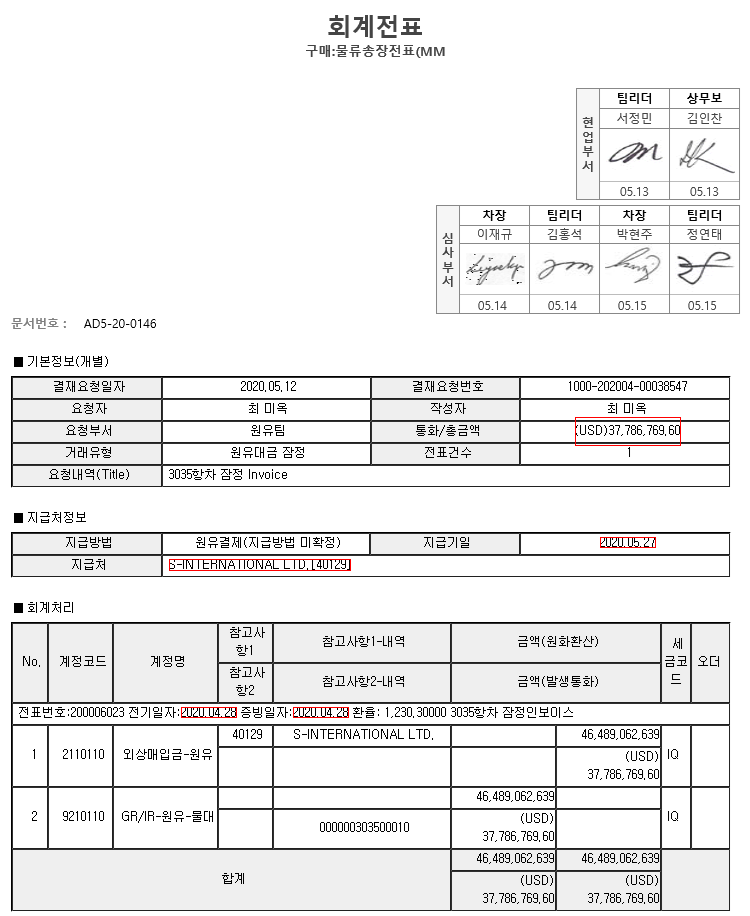 회계전표
구매:물류송장전표(MM
현업부서 팀리더 상무보
서정민 김인찬
05.13 05.13
심사부서 차장 팀리더 차장 팀리더
이재규 김홍석 박현주 정연태
05.14 05.14 05.15 05.15
문서번호 : AD5-20-0146
■ 기본정보(개별)
결재요청일자 2020.05.12 결재요청번호 1000-202004-00038547
요청자 최 미옥 작성자 최 미옥
요청부서 원유팀 통화/총금액 (USD)37,786,769.60
거래유형 원유대금 잠정 전표건수 1
요청내역(Title) 3035항차 잠정 Invoice
■ 지급처정보
지급방법 원유결제(지급방법 미확정) 지급기일 2020.05.27
지급처 S-INTERNATIONAL LTD.[40129]
■ 회계처리
No. 계정코드 계정명 참고사항1 참고사항1-내역 금액(원화환산) 세금코드 오더
참고사항2 참고사항2-내역 금액(발생통화)
전표번호:200006023 전기일자:2020.04.28 증빙일자:2020.04.28 환율: 1,230.30000 3035항차 잠정인보이스
1 2110110 외상매입금-원유 40129 S-INTERNATIONAL LTD. 46,489,062,639 IQ
(USD)
37,786,769.60
2 9210110 GR/IR-원유-물대 46,489,062,639 IQ
000000303500010 (USD)
37,786,769.60
합계 46,489,062,639 46,489,062,639
(USD) (USD)
37,786,769.60 37,786,769.60